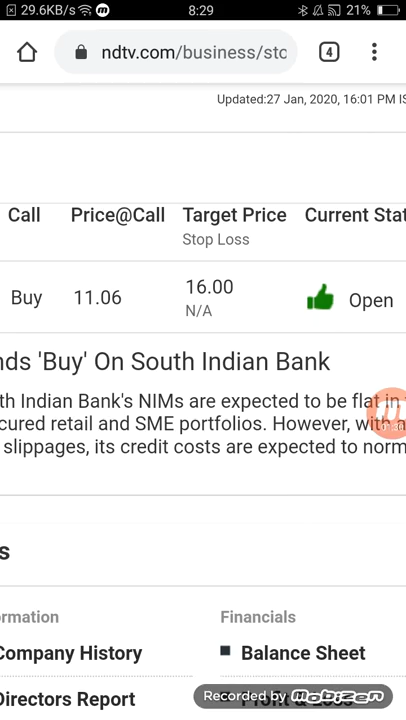 29.6KB/s
8:29
21%
ndtv.com/business/sto
4
Updated:27 Jan, 2020, 16:01 PM IS
Call Price@Call Target Price Current Stat
Stop Loss
Buy 11.06 16.00 Open
N/A
nds 'Buy' On South Indian Bank
th Indian Bank's NIMs are expected to be flat in
cured retail and SME portfolios. However, with
slippages, its credit costs are expected to norm
s
rmation Financials
Company History Balance Sheet
Directors Report
Recorded by mobizen